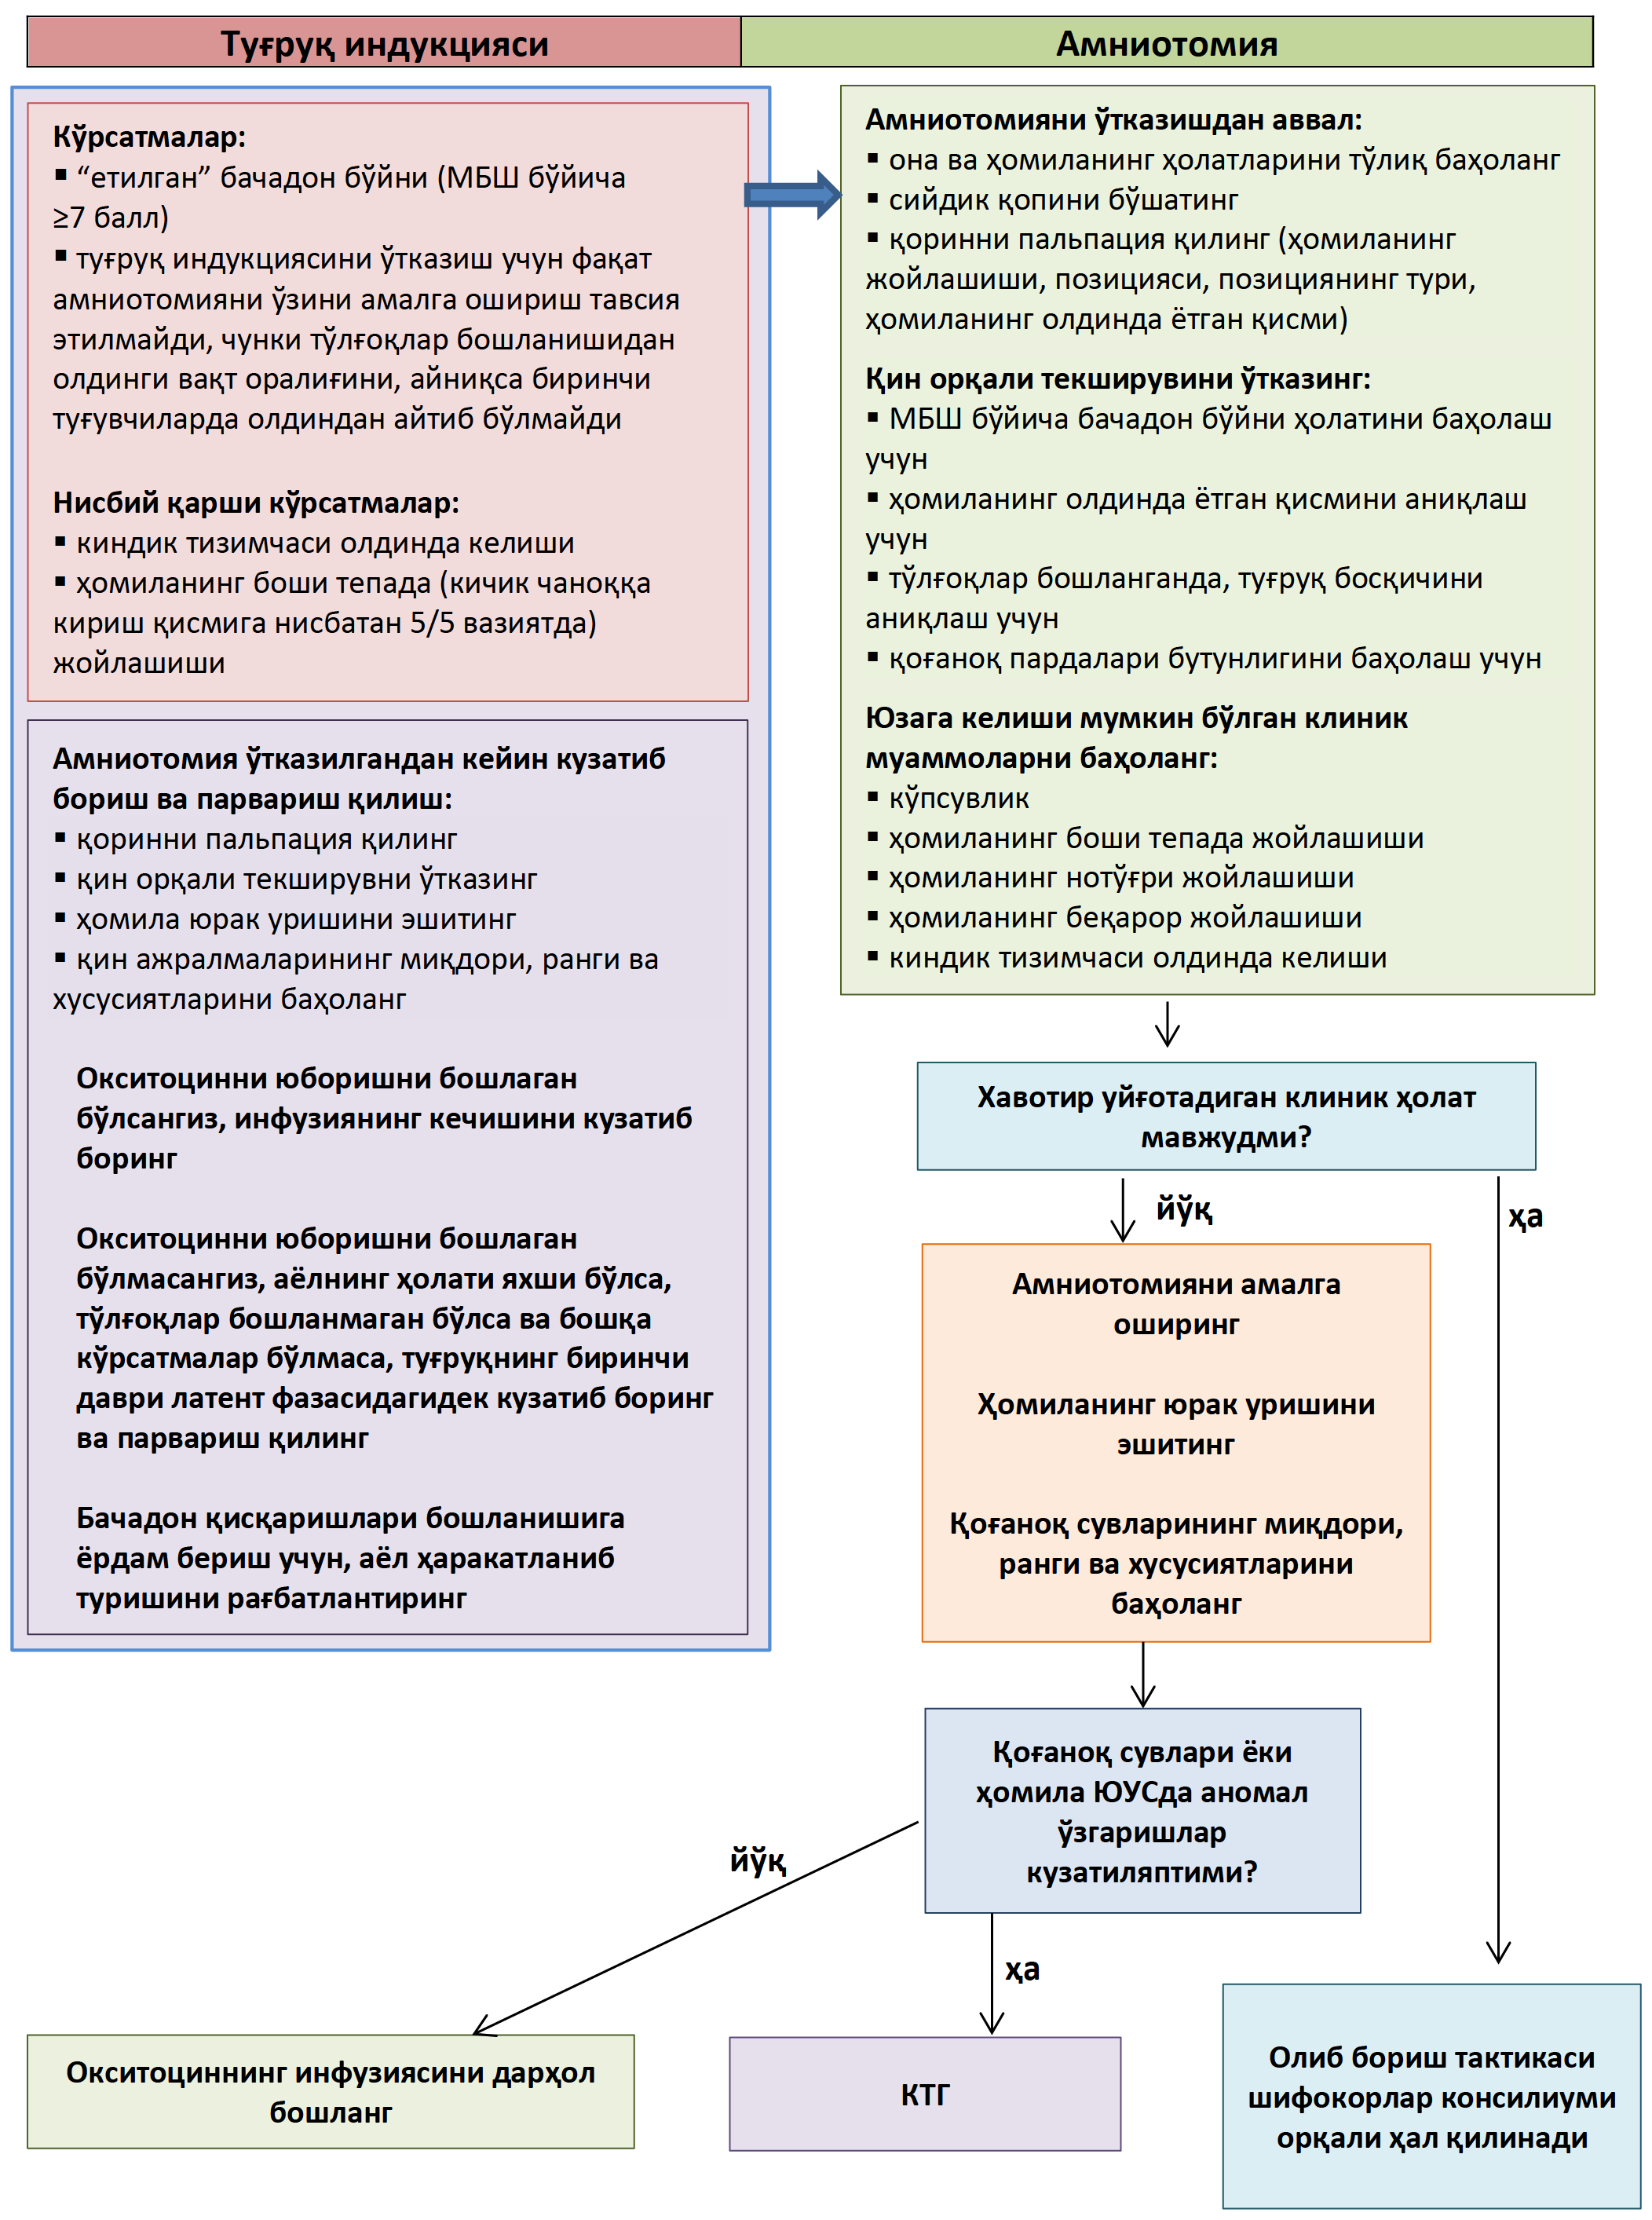 Туғруқ индукцияси
Амниотомия
Кўрсатмалар:
▪ “етилган” бачадон бўйни (МБШ бўйича
≥7 балл)
▪ туғруқ индукциясини ўтказиш учун фақат
амниотомияни ўзини амалга ошириш тавсия
этилмайди, чунки тўлғоқлар бошланишидан
олдинги вақт оралиғини, айниқса биринчи
туғувчиларда олдиндан айтиб бўлмайди
Нисбий қарши кўрсатмалар:
▪ киндик тизимчаси олдинда келиши
▪ ҳомиланинг боши тепада (кичик чаноққа
кириш қисмига нисбатан 5/5 вазиятда)
жойлашиши
Амниотомия ўтказилгандан кейин кузатиб
бориш ва парвариш қилиш:
▪ қоринни пальпация қилинг
▪ қин орқали текширувни ўтказинг
▪ ҳомила юрак уришини эшитинг
▪ қин ажралмаларининг миқдори, ранги ва
хусусиятларини баҳоланг
Окситоцинни юборишни бошлаган
бўлсангиз, инфузиянинг кечишини кузатиб
боринг
Окситоцинни юборишни бошлаган
бўлмасангиз, аёлнинг ҳолати яхши бўлса,
тўлғоқлар бошланмаган бўлса ва бошқа
кўрсатмалар бўлмаса, туғруқнинг биринчи
даври латент фазасидагидек кузатиб боринг
ва парвариш қилинг
Бачадон қисқаришлари бошланишига
ёрдам бериш учун, аёл ҳаракатланиб
туришини рағбатлантиринг
Амниотомияни ўтказишдан аввал:
▪ она ва ҳомиланинг ҳолатларини тўлиқ баҳоланг
▪ сийдик қопини бўшатинг
▪ қоринни пальпация қилинг (ҳомиланинг
жойлашиши, позицияси, позициянинг тури,
ҳомиланинг олдинда ётган қисми)
Қин орқали текширувини ўтказинг:
▪ МБШ бўйича бачадон бўйни ҳолатини баҳолаш
учун
▪ ҳомиланинг олдинда ётган қисмини аниқлаш
учун
▪ тўлғоқлар бошланганда, туғруқ босқичини
аниқлаш учун
▪ қоғаноқ пардалари бутунлигини баҳолаш учун
Юзага келиши мумкин бўлган клиник
муаммоларни баҳоланг:
▪ кўпсувлик
▪ ҳомиланинг боши тепада жойлашиши
▪ ҳомиланинг нотўғри жойлашиши
▪ ҳомиланинг беқарор жойлашиши
▪ киндик тизимчаси олдинда келиши
Хавотир уйғотадиган клиник ҳолат
мавжудми?
йўқ
ҳа
Амниотомияни амалга
оширинг
Ҳомиланинг юрак уришини
эшитинг
Қоғаноқ сувларининг миқдори,
ранги ва хусусиятларини
баҳоланг
Қоғаноқ сувлари ёки
ҳомила ЮУСда аномал
ўзгаришлар
кузатиляптими?
йўқ
ҳа
Окситоциннинг инфузиясини дарҳол
бошланг
КТГ
Олиб бориш тактикаси
шифокорлар консилиуми
орқали ҳал қилинади